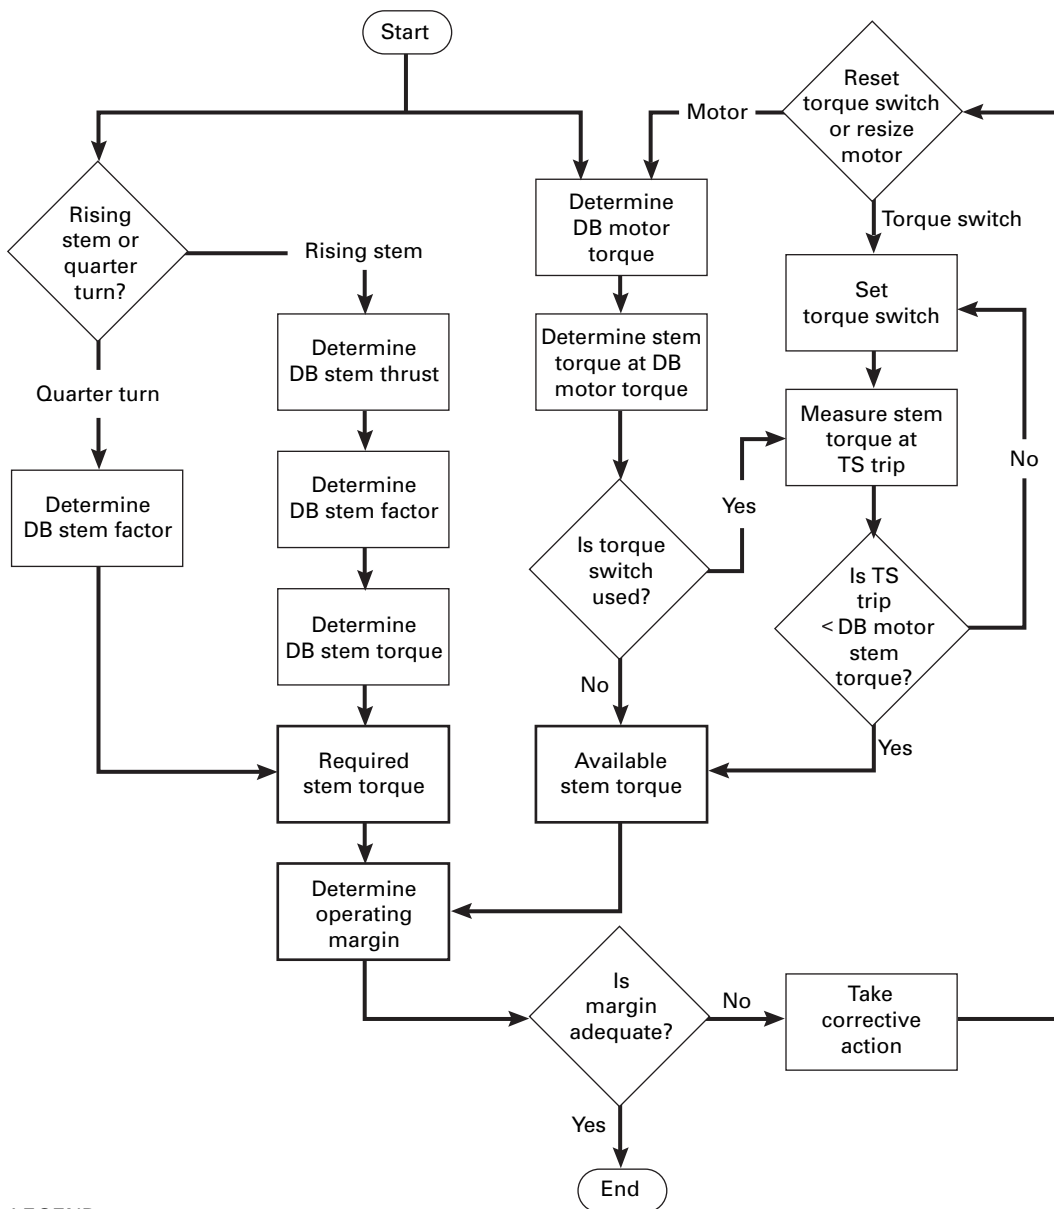 Start
Reset
torque switch
or resize
motor
Motor
Torque switch
Rising
stem or
quarter
turn?
Rising stem
Quarter turn
Determine
DB motor
torque
Set
torque switch
Determine
DB stem thrust
Determine stem
torque at DB
motor torque
Measure stem
torque at
TS trip
No
Determine
DB stem factor
Determine
DB stem factor
Yes
Is torque
switch
used?
Is TS
trip
< DB motor
stem
torque?
Determine
DB stem torque
No
Yes
Required
stem torque
Available
stem torque
Determine
operating
margin
Is
margin
adequate?
No
Take
corrective
action
Yes
End